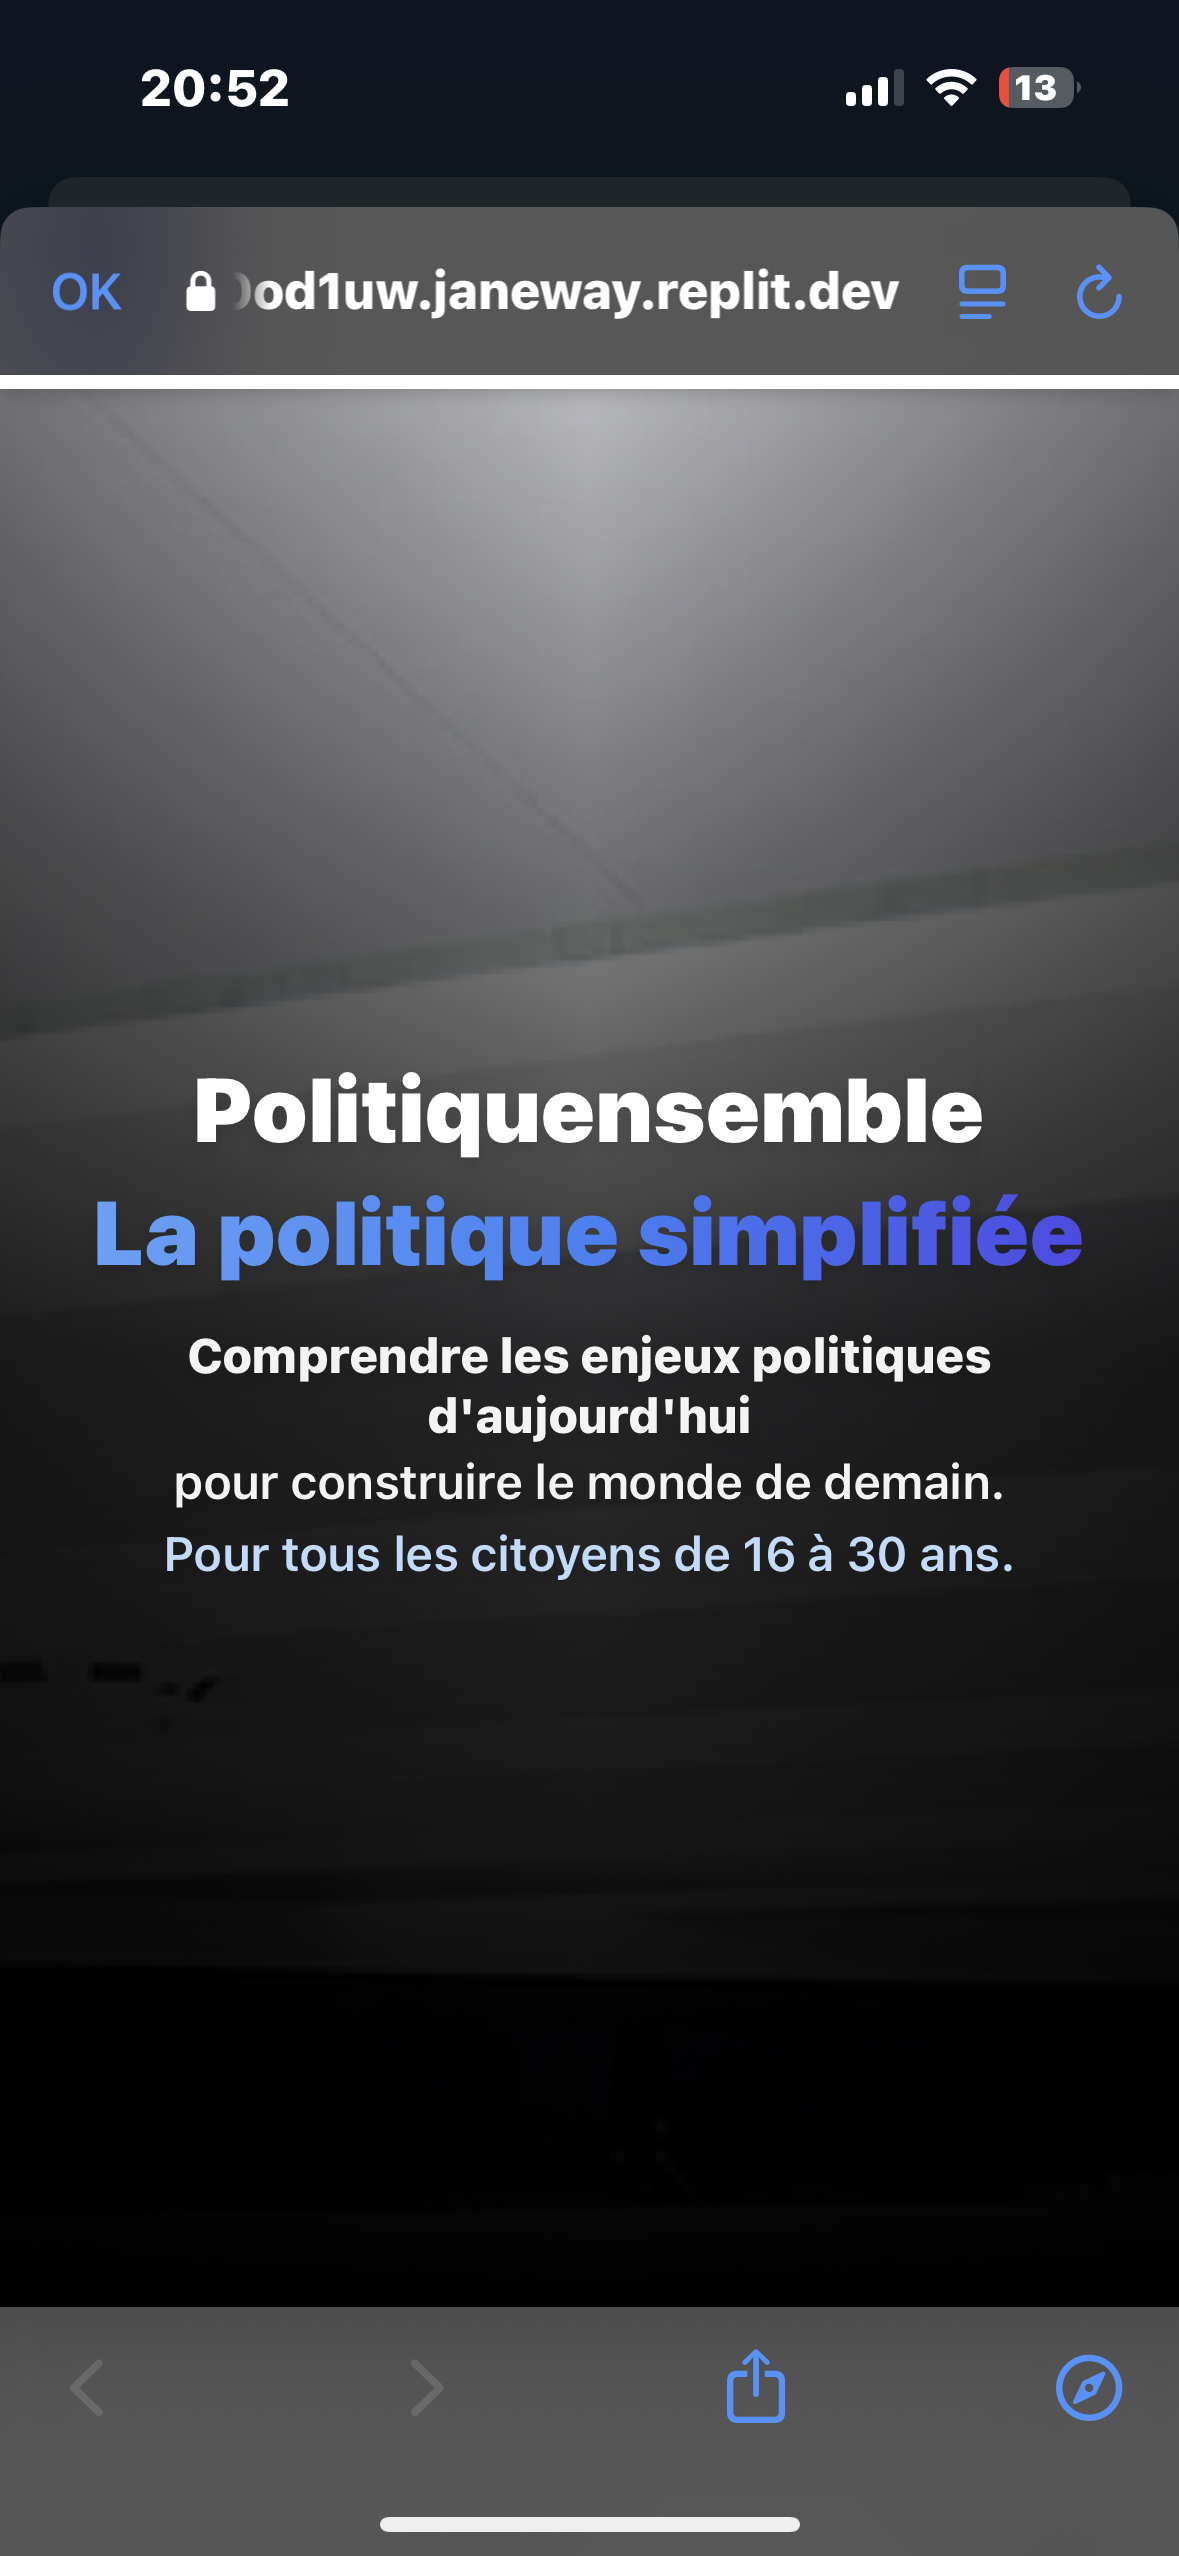 20:52
13
OK
od1uw.janeway.replit.dev
Politiquensemble
La politique simplifiée
Comprendre les enjeux politiques
d'aujourd'hui
pour construire le monde de demain.
Pour tous les citoyens de 16 à 30 ans.